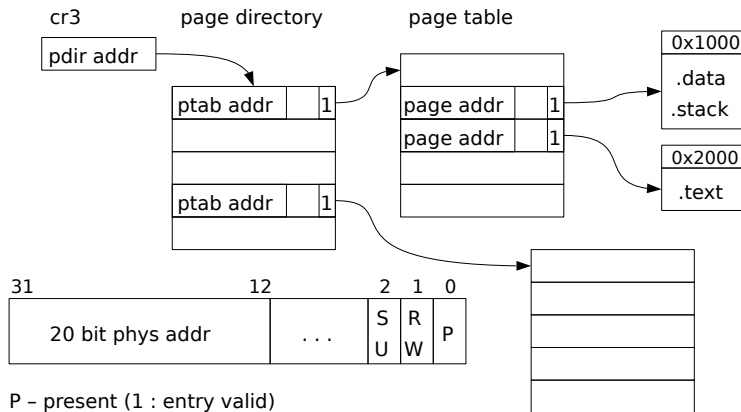 cr3
page directory
page table
pdir addr
ptab addr 1
ptab addr 1
page addr 1
page addr 1
0x1000
.data
.stack
0x2000
.text
31 12 2 1 0
20 bit phys addr . . . S U R W P
P – present (1 : entry valid)